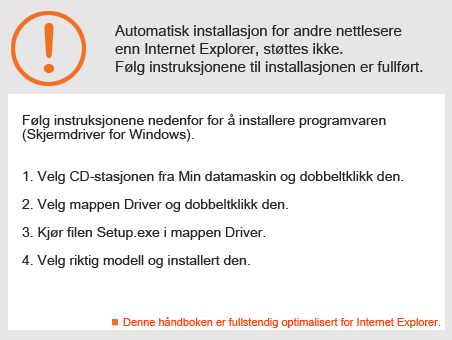 Automatisk installasjon for andre nettlesere
enn Internet Explorer, støttes ikke.
Følg instruksjonene til installasjonen er fullført.
Følg instruksjonene nedenfor for å installere programvaren
(Skjermdriver for Windows).
1. Velg CD-stasjonen fra Min datamaskin og dobbeltklikk den.
2. Velg mappen Driver og dobbeltklikk den.
3. Kjør filen Setup.exe i mappen Driver.
4. Velg riktig modell og installert den.
Denne håndboken er fullstendig optimalisert for Internet Explorer.